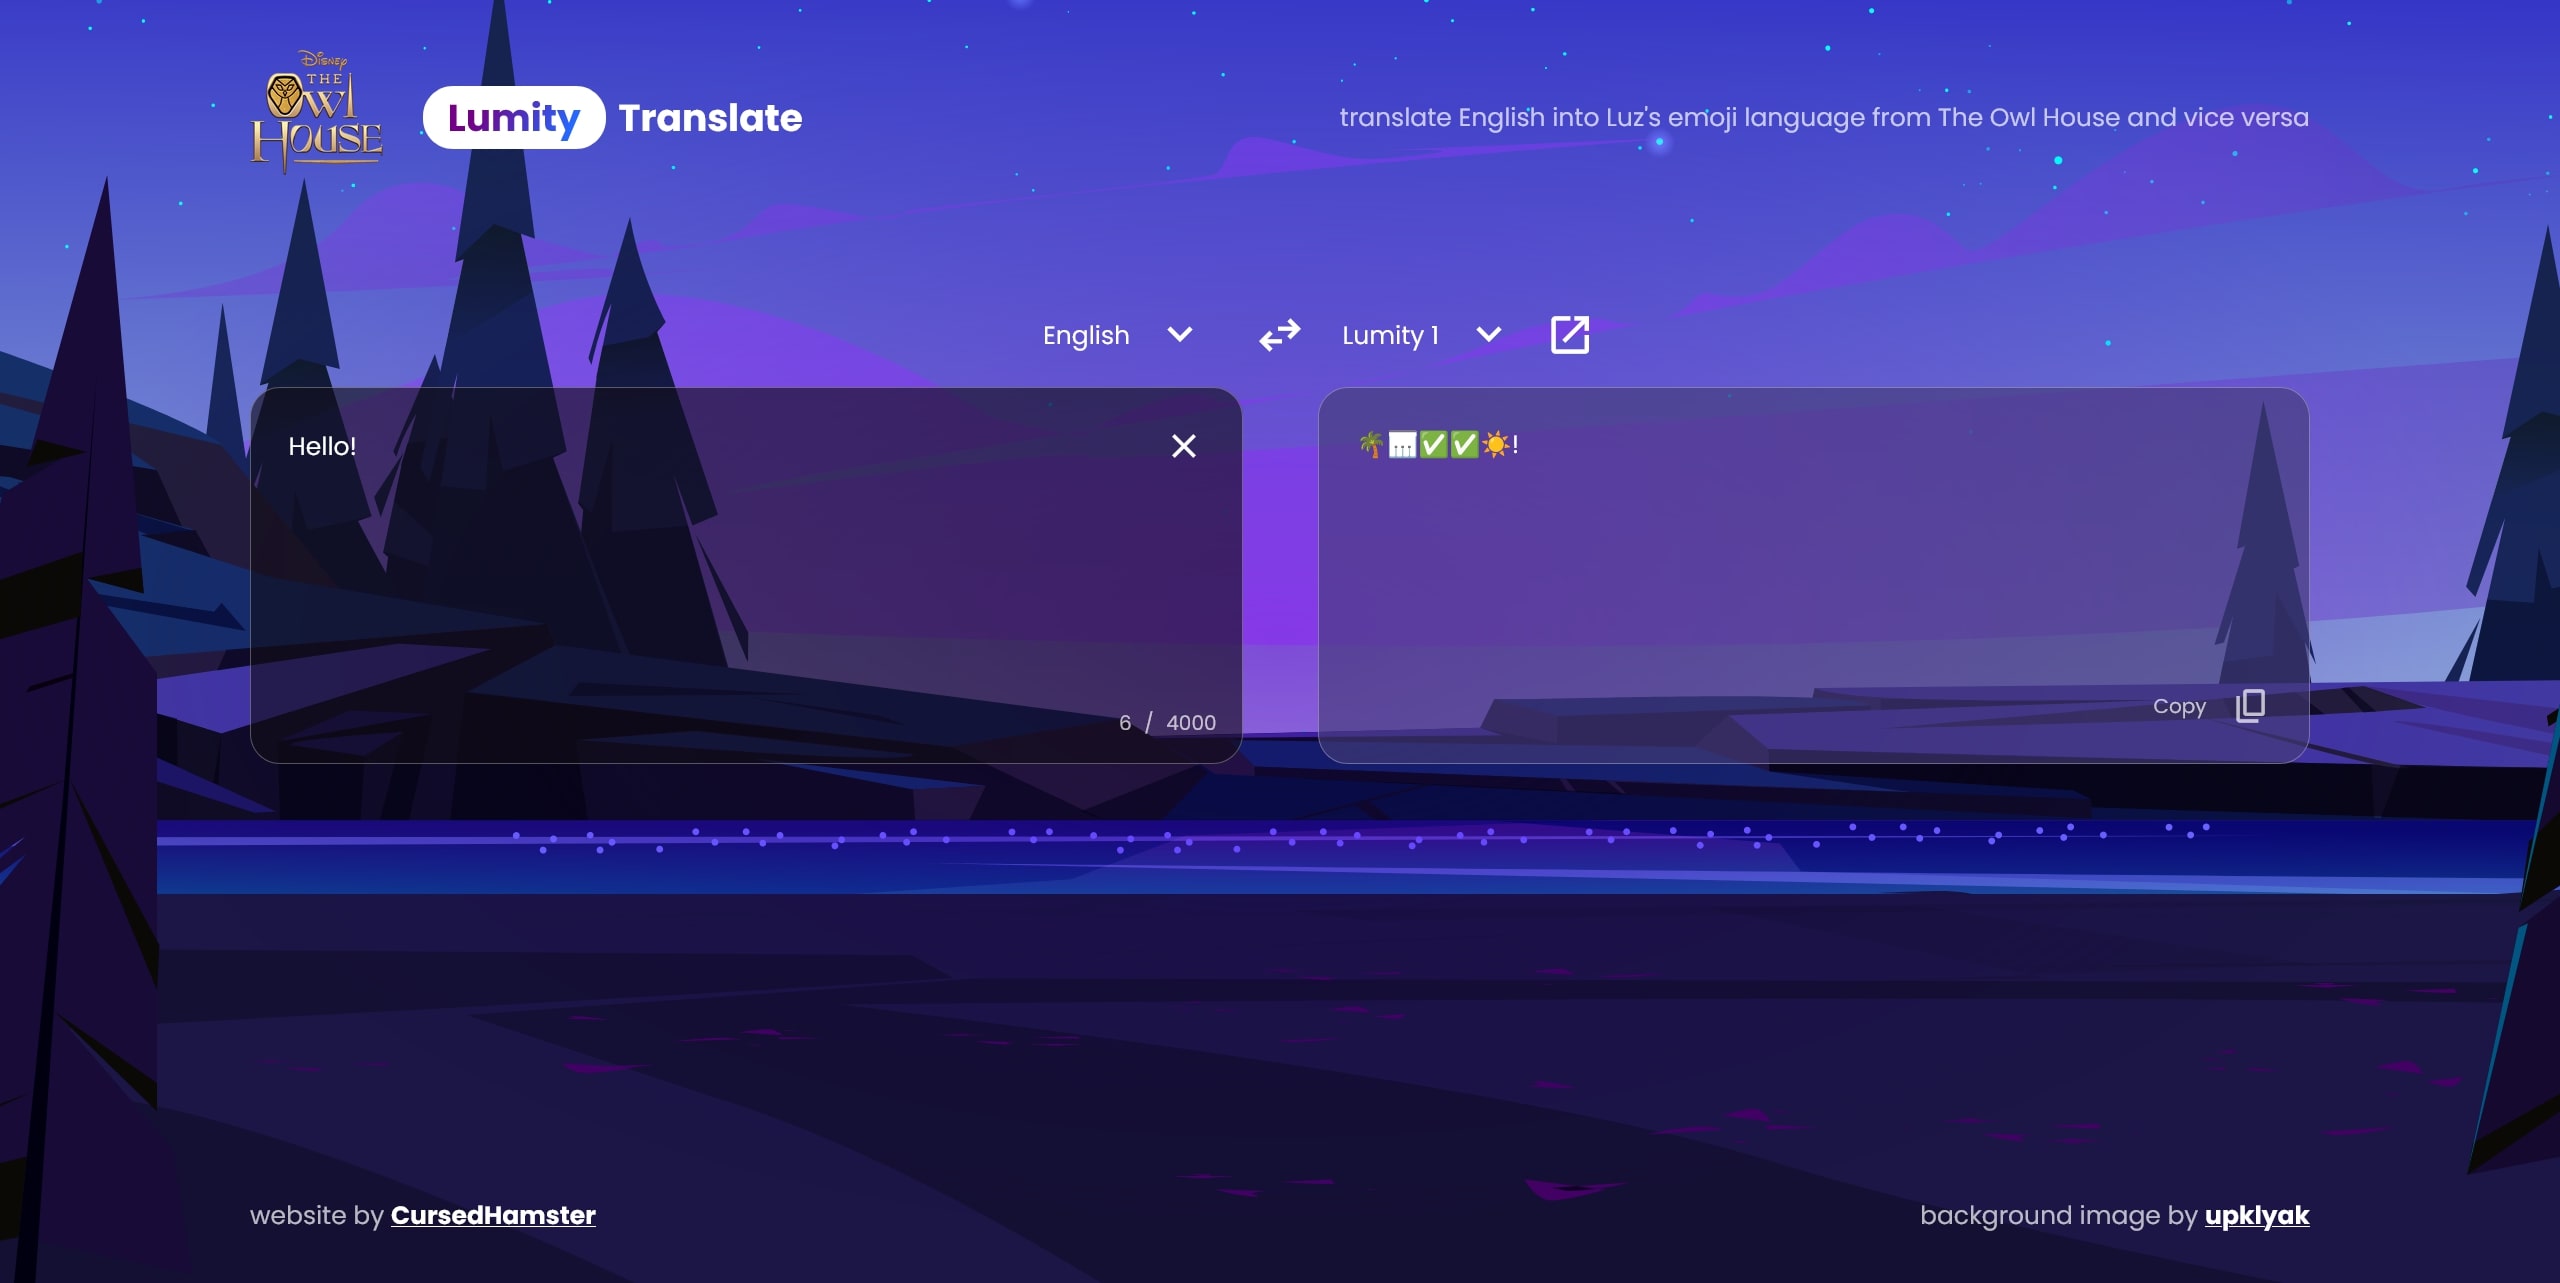 Disney
THE
OWL
HOUSE
Lumity Translate
translate English into Luz's emoji language from The Owl House and vice versa
English
Lumity 1
Hello!
🌴🎹✅✅☀️!
6 / 4000
Copy
website by CursedHamster
background image by upklyak